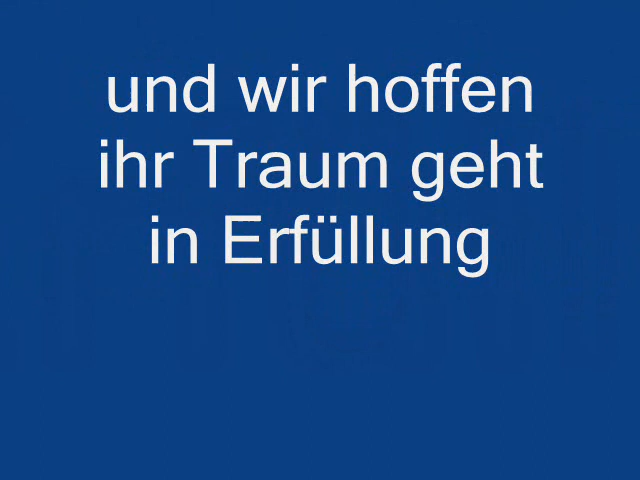 und wir hoffen
ihr Traum geht
in Erfüllung